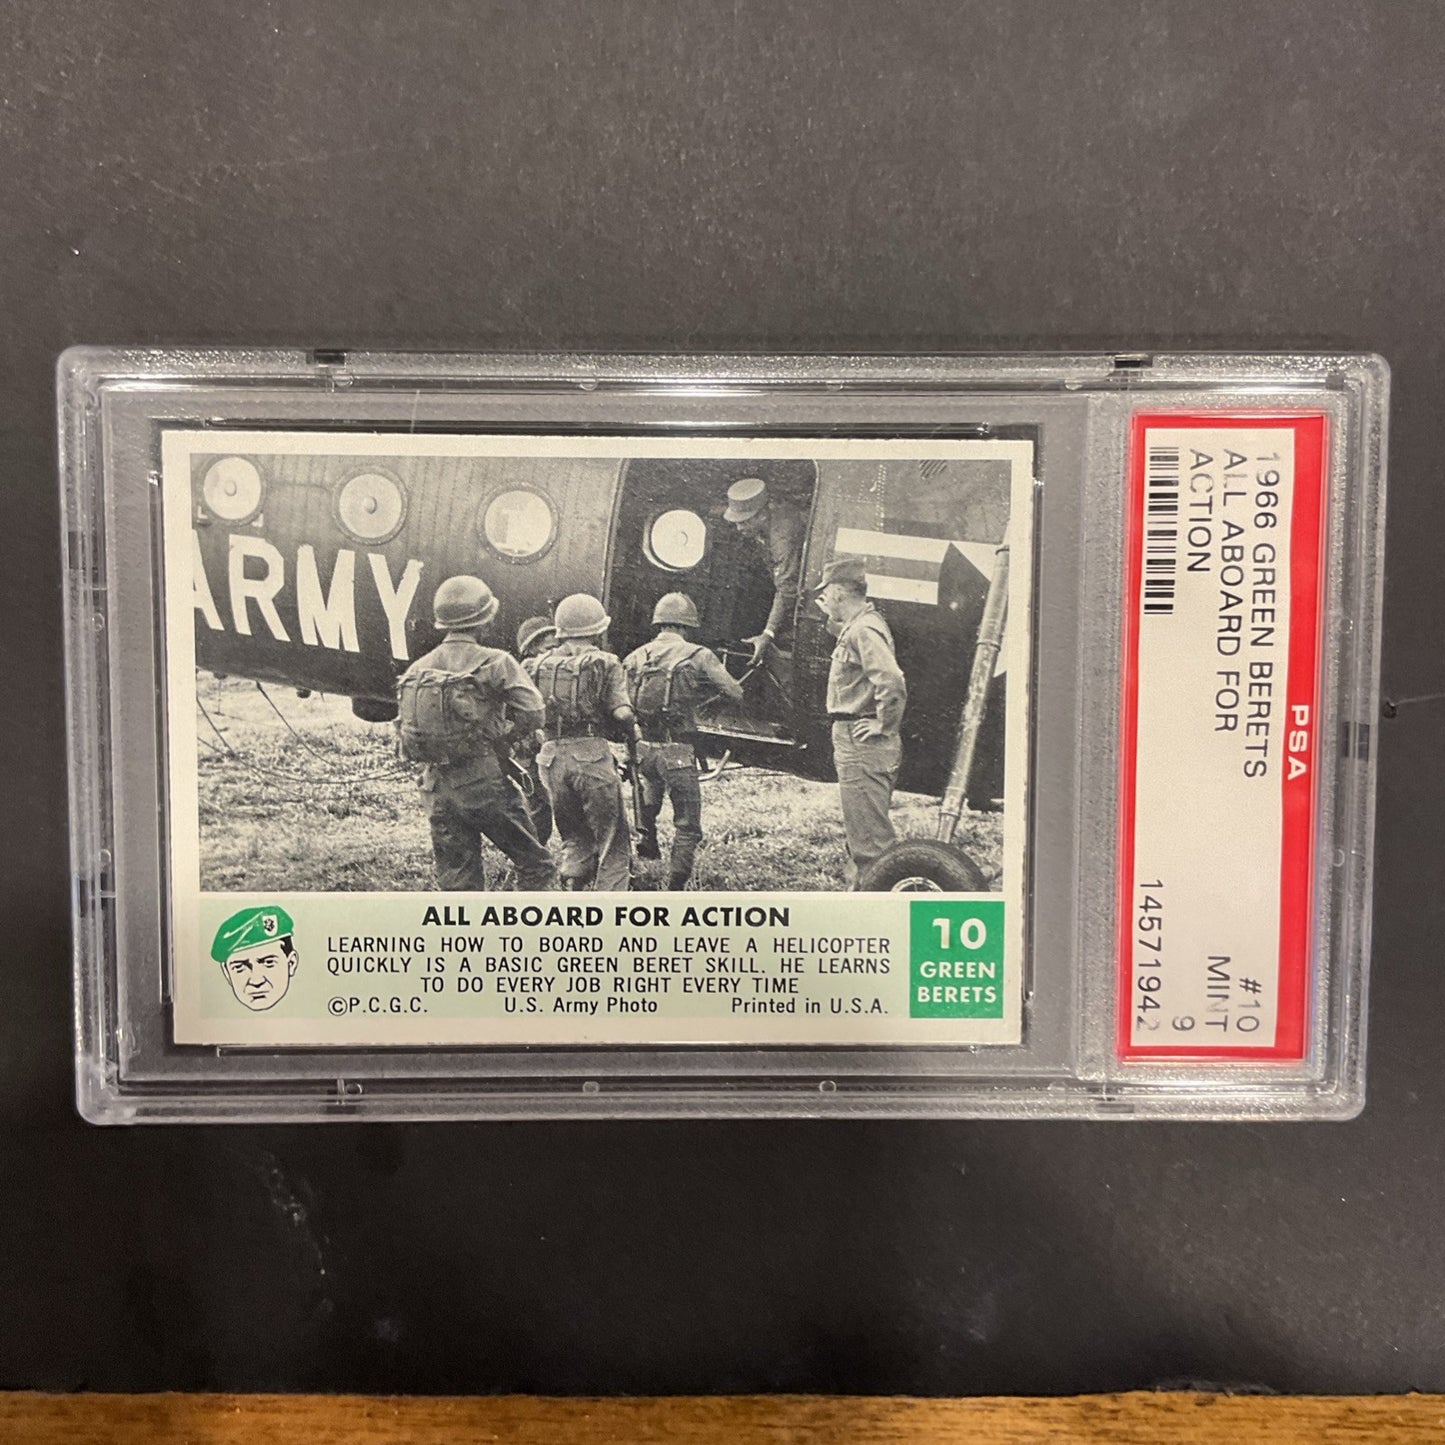 ARMY
ALL ABOARD FOR ACTION
LEARNING HOW TO BOARD AND LEAVE A HELICOPTER
QUICKLY IS A BASIC GREEN BERET SKILL. HE LEARNS
TO DO EVERY JOB RIGHT EVERY TIME
©P.C.G.C. U.S. Army Photo Printed in U.S.A.
10
GREEN
BERETS
PSA
1966 GREEN BERETS #10
ALL ABOARD FOR MINT
ACTION 9
14571942